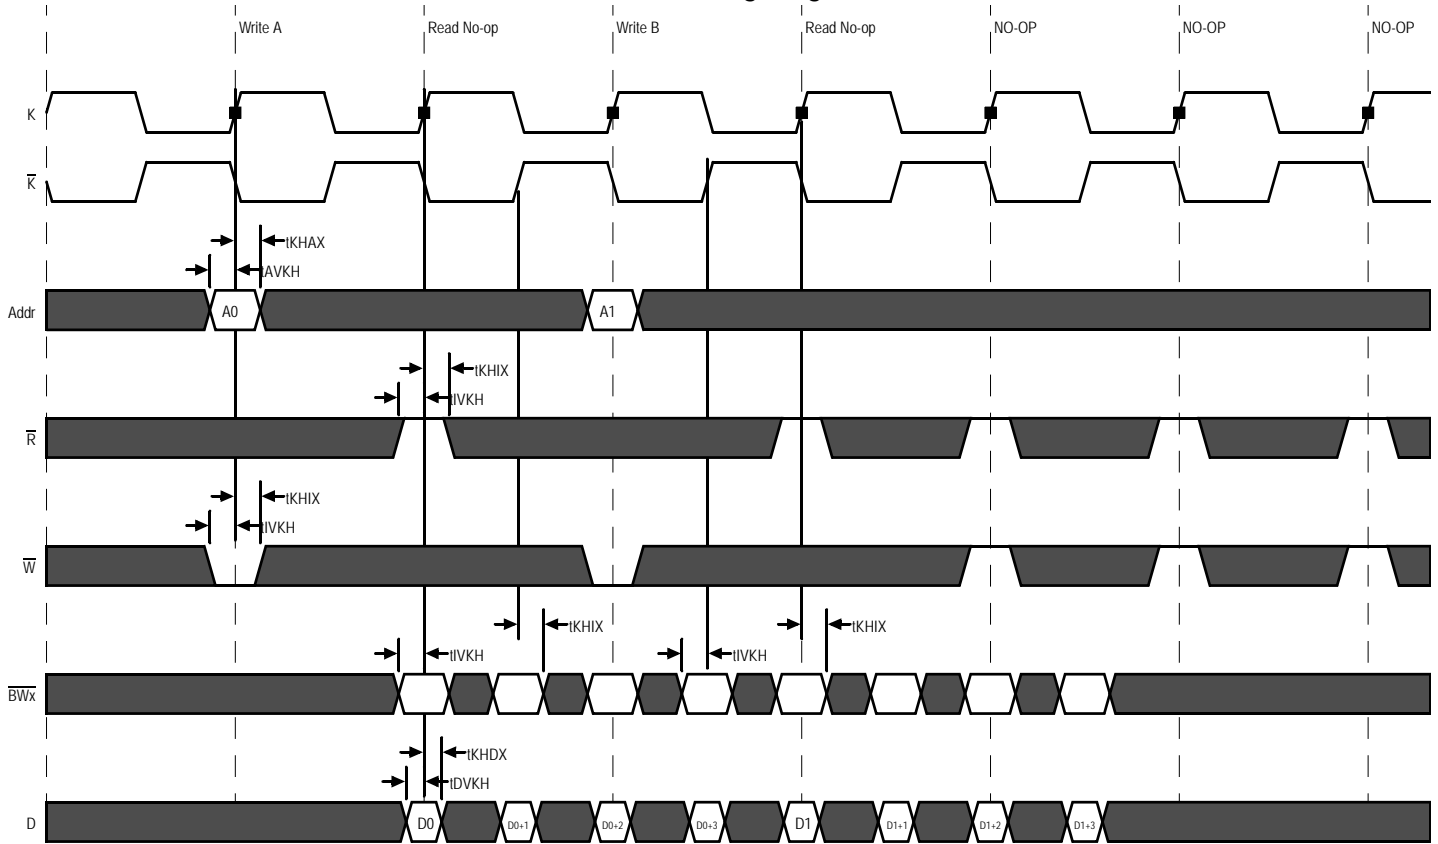 Write A Read No-op Write B Read No-op NO-OP NO-OP NO-OP
K
K
tKHAX
tAVKH
Addr A0 A1
tKHIX
tIVKH
R
tKHIX
tIVKH
W
tKHIX tKHIX
tIVKH tIVKH
BWx
tKHDX
tDVKH
D D0 D0+1 D0+2 D0+3 D1 D1+1 D1+2 D1+3